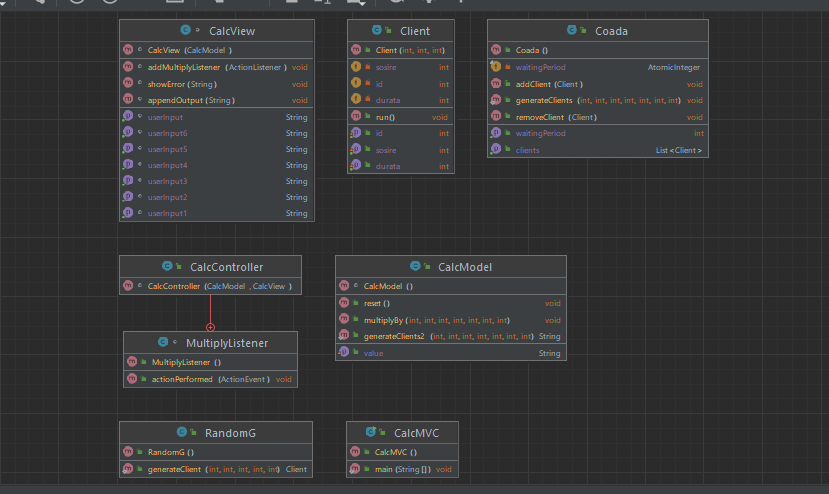 CalcView
CalcView (CalcModel )
addMultiplyListener (ActionListener ) void
showError (String ) void
appendOutput (String ) void
userInput String
userInput6 String
userInput5 String
userInput4 String
userInput3 String
userInput2 String
userInput1 String
Client
Client (int, int, int)
sosire int
id int
durata int
run() void
id int
sosire int
durata int
Coada
Coada ()
waitingPeriod AtomicInteger
addClient (Client ) void
generateClients (int, int, int, int, int, int, int) void
removeClient (Client) void
waitingPeriod int
clients List <Client >
CalcController
CalcController (CalcModel , CalcView )
MultiplyListener
MultiplyListener ()
actionPerformed (ActionEvent ) void
CalcModel
CalcModel ()
reset () void
multiplyBy (int, int, int, int, int, int) void
generateClients2 (int, int, int, int, int, int, int) String
value String
RandomG
RandomG ()
generateClient (int, int, int, int, int) Client
CalcMVC
CalcMVC ()
main (String []) void